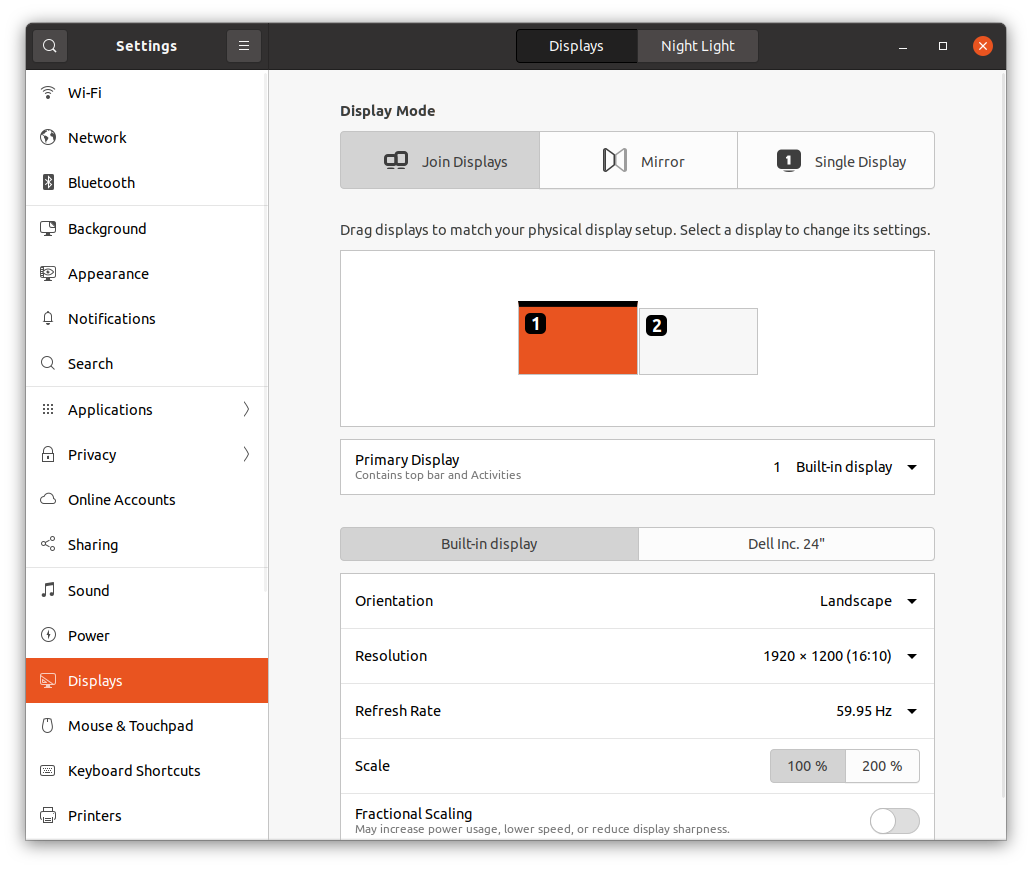 Settings
Displays
Night Light
Wi-Fi
Network
Bluetooth
Background
Appearance
Notifications
Search
Applications
Privacy
Online Accounts
Sharing
Sound
Power
Displays
Mouse & Touchpad
Keyboard Shortcuts
Printers
Display Mode
Join Displays
Mirror
1
Single Display
Drag displays to match your physical display setup. Select a display to change its settings.
1
2
Primary Display
Contains top bar and Activities
1 Built-in display
Built-in display
Dell Inc. 24"
Orientation
Landscape
Resolution
1920 × 1200 (16:10)
Refresh Rate
59.95 Hz
Scale
100 %
200 %
Fractional Scaling
May increase power usage, lower speed, or reduce display sharpness.